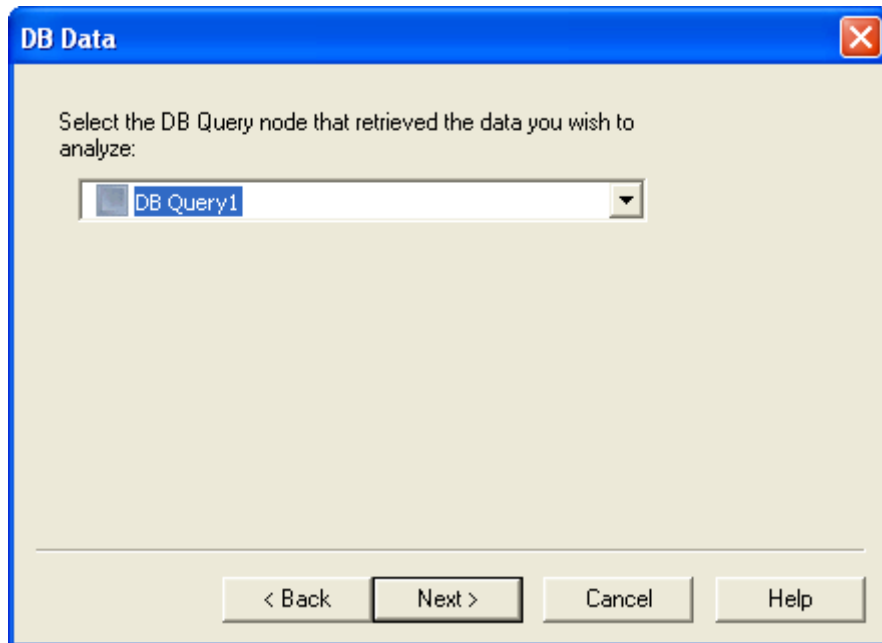 DB Data
Select the DB Query node that retrieved the data you wish to
analyze:
DB Query1
< Back Next > Cancel Help